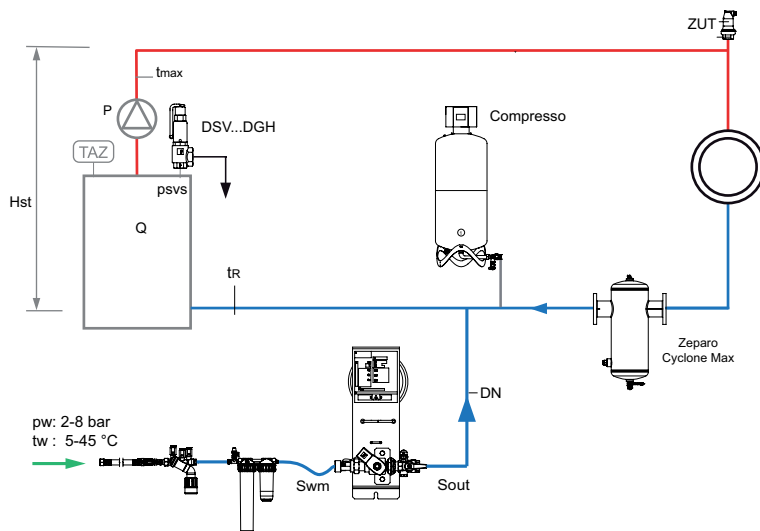 ZUT
tmax
P
DSV...DGH
Compresso
TAZ
psvs
Hst
Q
tR
Zeparo
Cyclone Max
DN
pw: 2-8 bar
tw : 5-45 °C
Swm
Sout